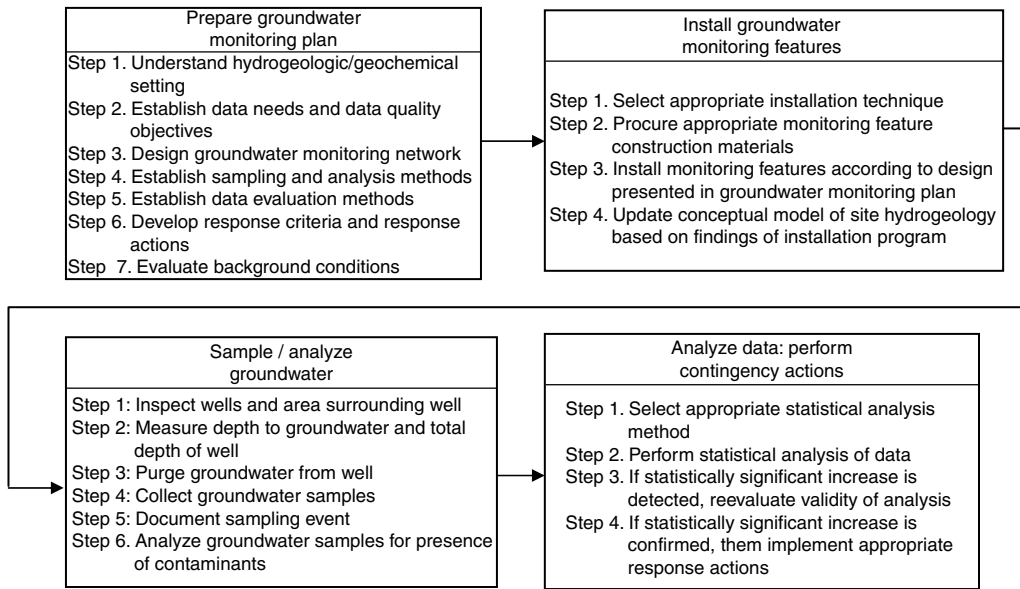 Prepare groundwater
monitoring plan
Step 1. Understand hydrogeologic/geochemical
setting
Step 2. Establish data needs and data quality
objectives
Step 3. Design groundwater monitoring network
Step 4. Establish sampling and analysis methods
Step 5. Establish data evaluation methods
Step 6. Develop response criteria and response
actions
Step 7. Evaluate background conditions
Install groundwater
monitoring features
Step 1. Select appropriate installation technique
Step 2. Procure appropriate monitoring feature
construction materials
Step 3. Install monitoring features according to design
presented in groundwater monitoring plan
Step 4. Update conceptual model of site hydrogeology
based on findings of installation program
Sample / analyze
groundwater
Step 1: Inspect wells and area surrounding well
Step 2: Measure depth to groundwater and total
depth of well
Step 3: Purge groundwater from well
Step 4: Collect groundwater samples
Step 5: Document sampling event
Step 6. Analyze groundwater samples for presence
of contaminants
Analyze data: perform
contingency actions
Step 1. Select appropriate statistical analysis
method
Step 2. Perform statistical analysis of data
Step 3. If statistically significant increase is
detected, reevaluate validity of analysis
Step 4. If statistically significant increase is
confirmed, them implement appropriate
response actions